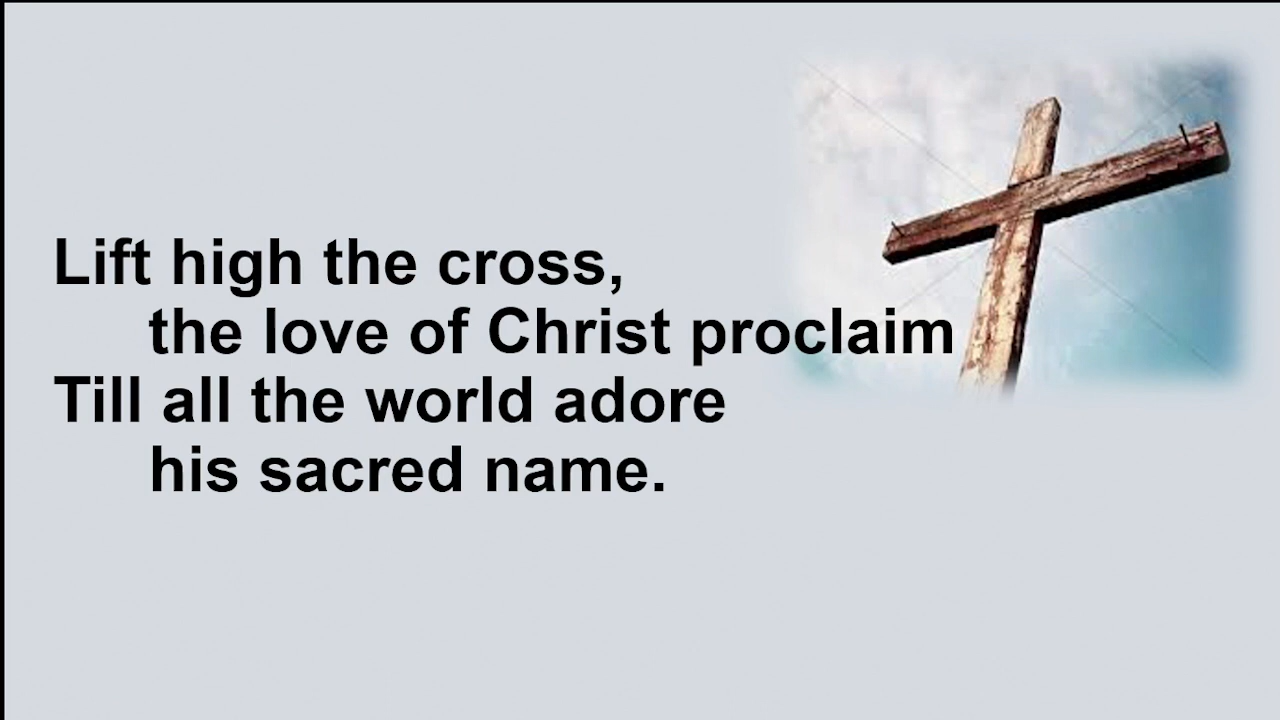 Lift high the cross,
the love of Christ proclaim
Till all the world adore
his sacred name.